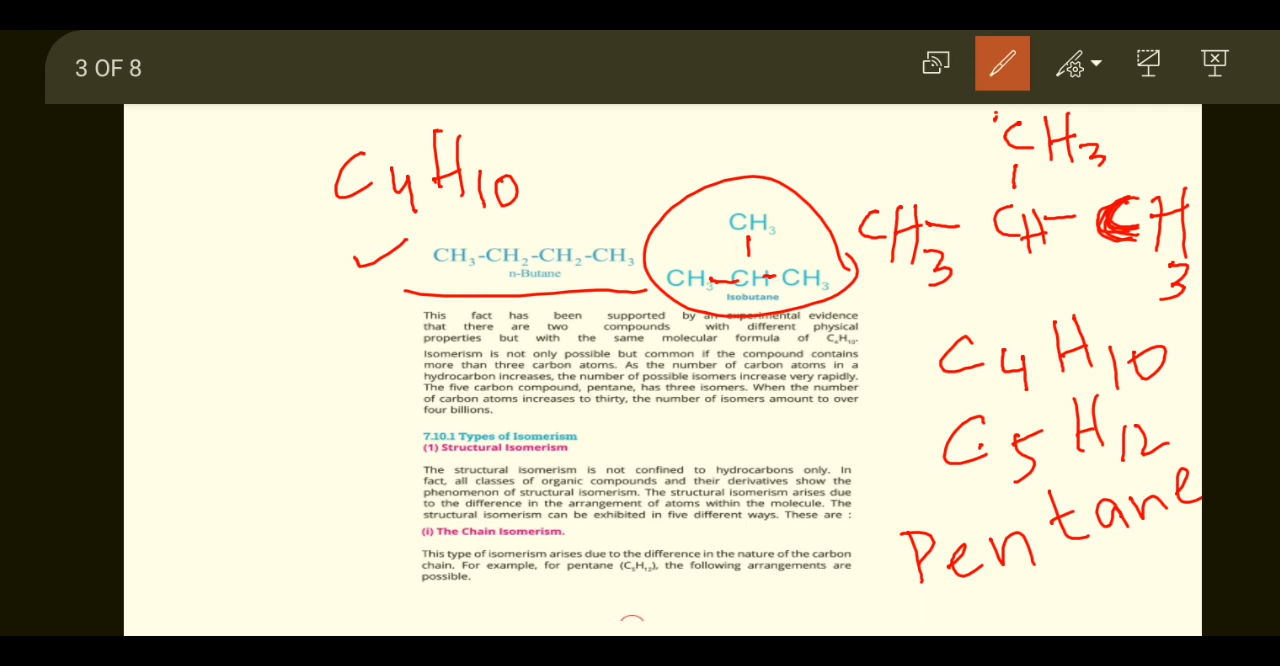 3 OF 8
C4H10
CH3
CH3- CH- CH3
CH₃-CH₂-CH₂-CH₃
n-Butane
CH₃
CH₃-CH-CH₃
Isobutane
C4H10
C5H12
Pentane
This fact has been supported by an experimental evidence
that there are two compounds with different physical
properties but with the same molecular formula of C₄H₁₀.
Isomerism is not only possible but common if the compound contains
more than three carbon atoms. As the number of carbon atoms in a
hydrocarbon increases, the number of possible isomers increase very rapidly.
The five carbon compound, pentane, has three isomers. When the number
of carbon atoms increases to thirty, the number of isomers amount to over
four billions.
7.10.1 Types of Isomerism
(1) Structural Isomerism
The structural isomerism is not confined to hydrocarbons only. In
fact, all classes of organic compounds and their derivatives show the
phenomenon of structural isomerism. The structural isomerism arises due
to the difference in the arrangement of atoms within the molecule. The
structural isomerism can be exhibited in five different ways. These are :
(i) The Chain Isomerism.
This type of isomerism arises due to the difference in the nature of the carbon
chain. For example, for pentane (C₅H₁₂), the following arrangements are
possible.